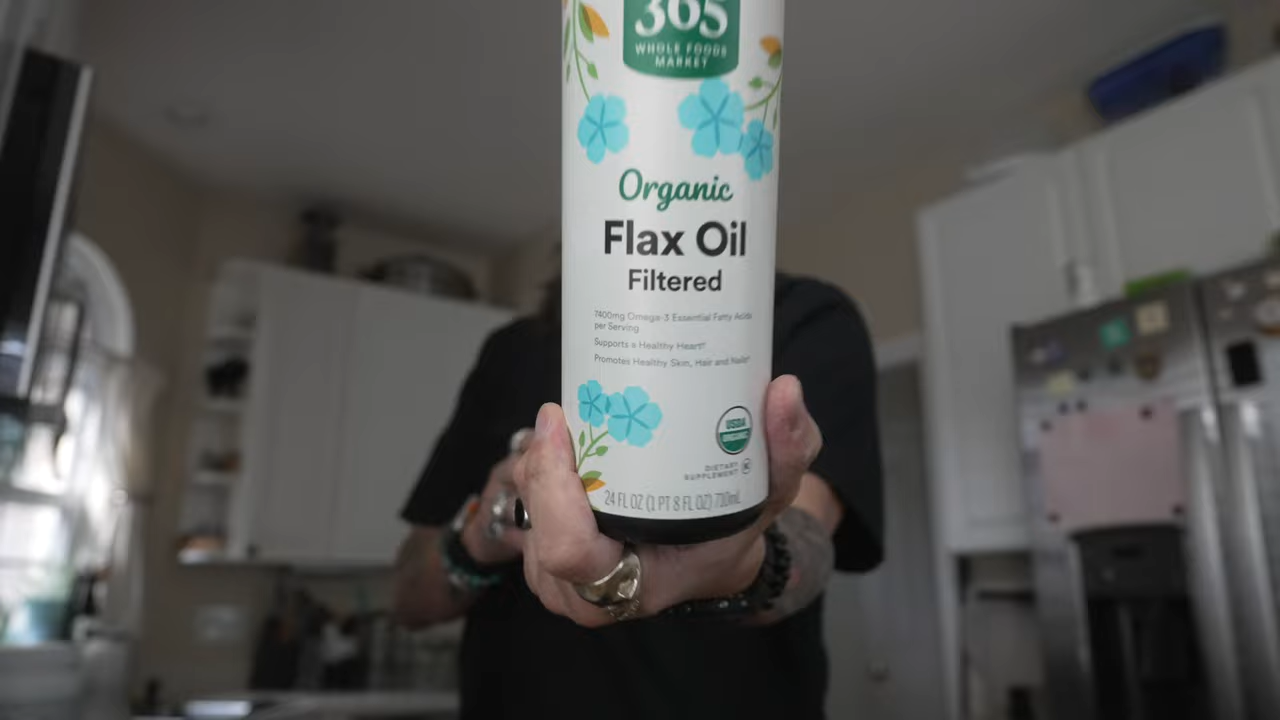 365
WHOLE FOODS
MARKET
Organic
Flax Oil
Filtered
7400mg Omega-3 Essential Fatty Acids
per Serving
Supports a Healthy Heart†
Promotes Healthy Skin, Hair and Nails†
USDA
ORGANIC
DIETARY
SUPPLEMENT
24 FL OZ (1 PT 8 FL OZ) 710mL